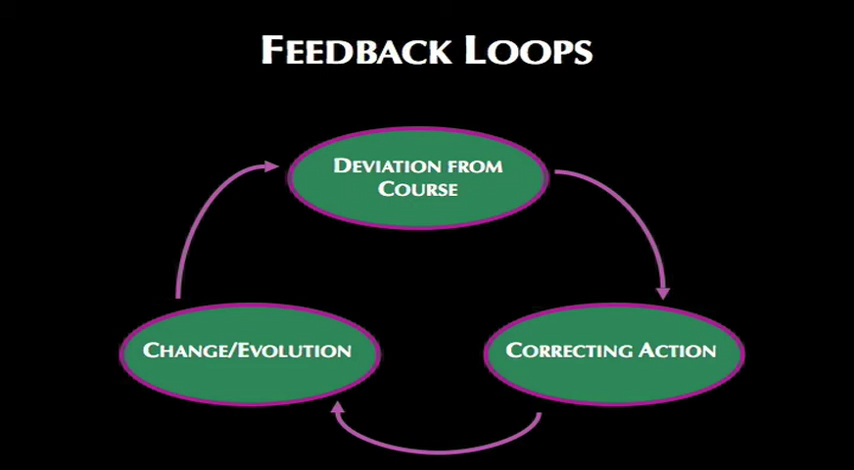 FEEDBACK LOOPS
DEVIATION FROM
COURSE
CHANGE/EVOLUTION
CORRECTING ACTION